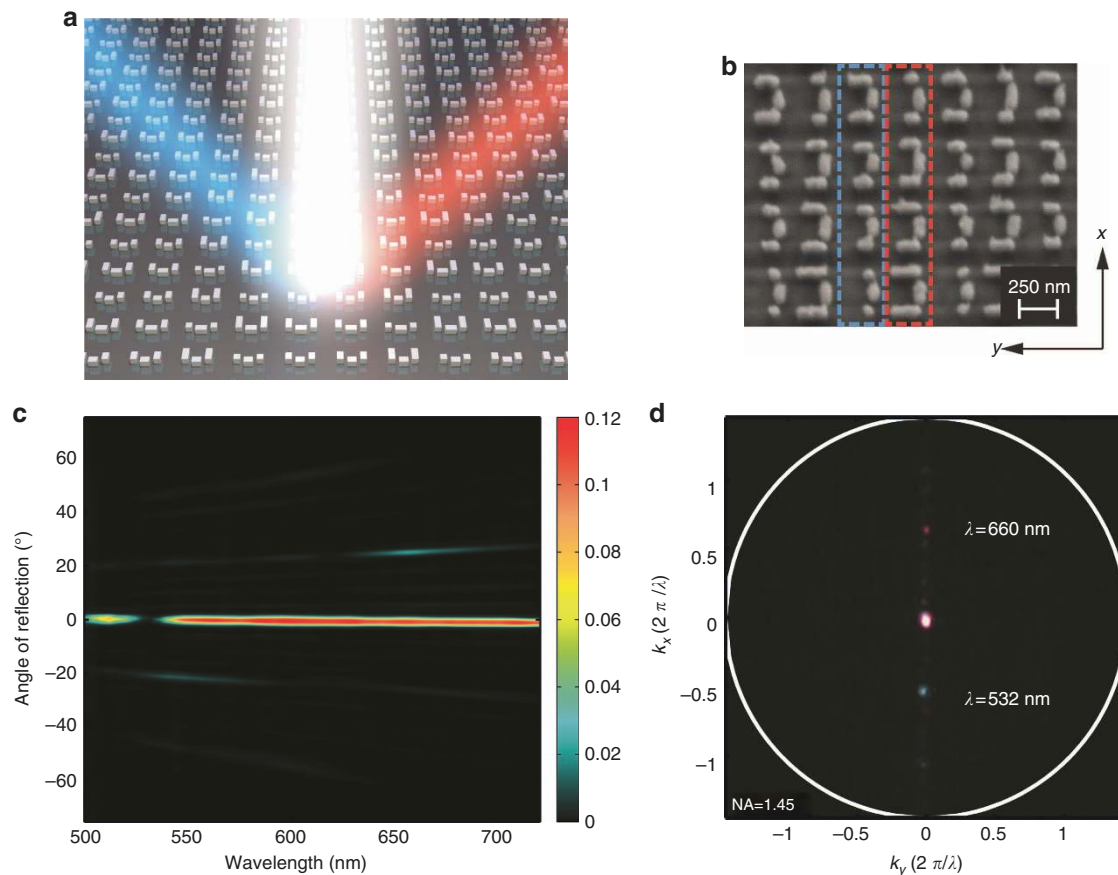 a
b
x
y
250 nm
c
0.12
0.1
0.08
0.06
0.04
0.02
0
60
40
20
0
−20
−40
−60
Angle of reflection (°)
500
550
600
650
700
Wavelength (nm)
d
1
0.5
0
−0.5
−1
k_x (2 π/λ)
λ=660 nm
λ=532 nm
NA=1.45
−1
−0.5
0
0.5
1
k_y (2 π/λ)